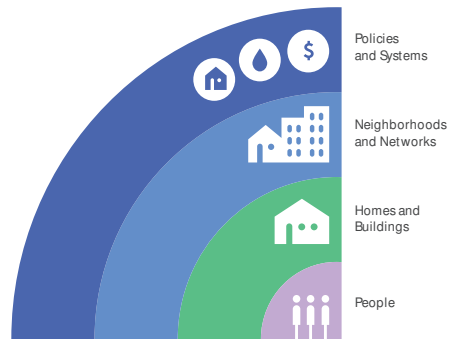 $
Policies
and Systems
Neighborhoods
and Networks
Homes and
Buildings
People